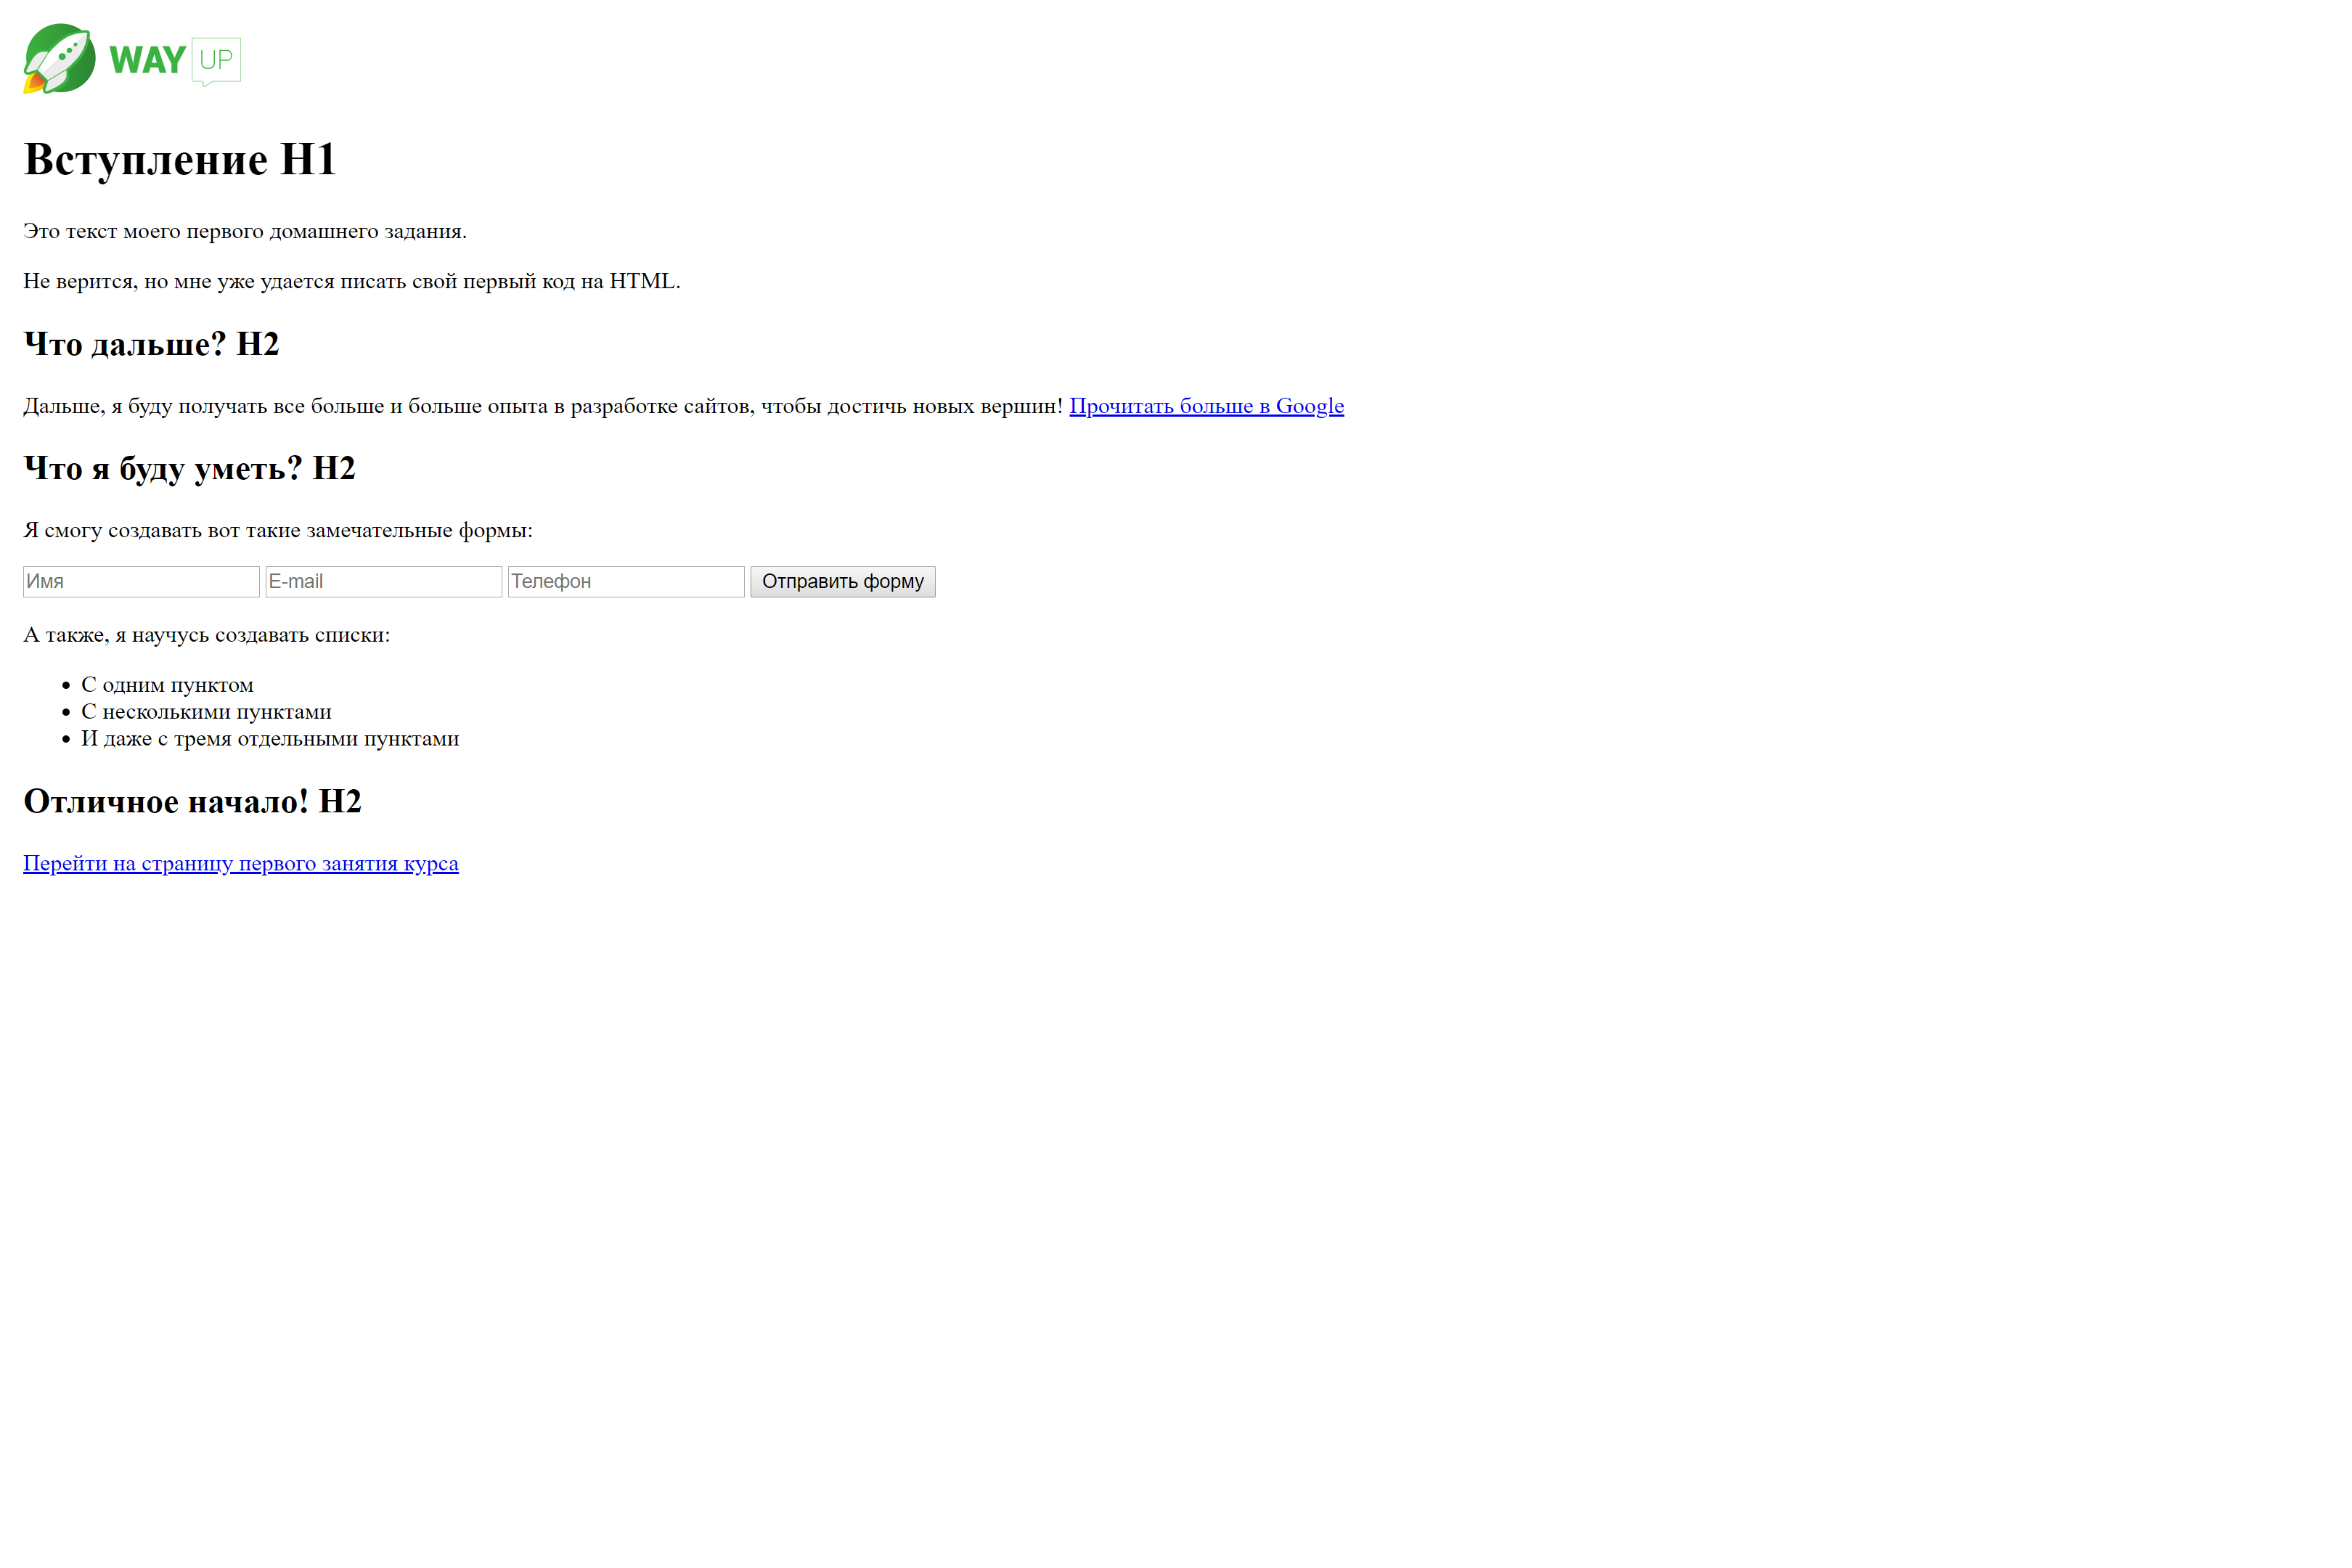 WAY UP
Вступление H1
Это текст моего первого домашнего задания.
Не верится, но мне уже удается писать свой первый код на HTML.
Что дальше? H2
Дальше, я буду получать все больше и больше опыта в разработке сайтов, чтобы достичь новых вершин! Прочитать больше в Google
Что я буду уметь? H2
Я смогу создавать вот такие замечательные формы:
Имя E-mail Телефон Отправить форму
А также, я научусь создавать списки:
• С одним пунктом
• С несколькими пунктами
• И даже с тремя отдельными пунктами
Отличное начало! H2
Перейти на страницу первого занятия курса